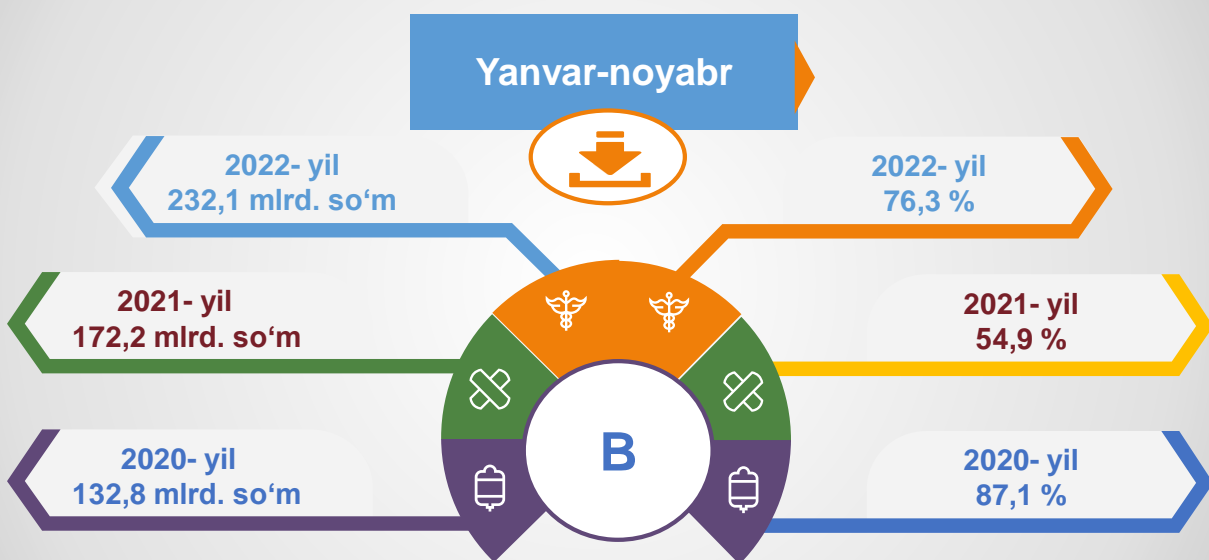 Yanvar-noyabr
2022- yil
232,1 mlrd. so‘m
2022- yil
76,3 %
2021- yil
172,2 mlrd. so‘m
2021- yil
54,9 %
B
2020- yil
132,8 mlrd. so‘m
2020- yil
87,1 %